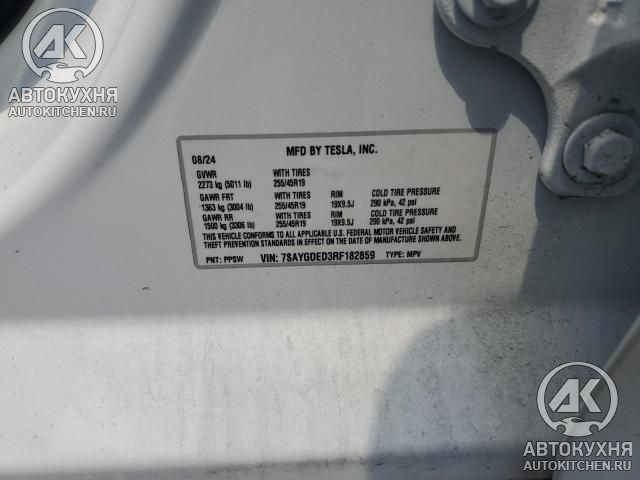 AK
АВТОКУХНЯ
AUTOKITCHEN.RU
08/24 MFD BY TESLA, INC.
GVWR WITH TIRES
2273 kg (5011 lb) 255/45R19
GAWR FRT WITH TIRES RIM COLD TIRE PRESSURE
1363 kg (3004 lb) 255/45R19 19X9.5J 290 kPa, 42 psi
GAWR RR WITH TIRES RIM COLD TIRE PRESSURE
1500 kg (3306 lb) 255/45R19 19X9.5J 290 kPa, 42 psi
THIS VEHICLE CONFORMS TO ALL APPLICABLE U.S. FEDERAL MOTOR VEHICLE SAFETY
AND THEFT PREVENTION STANDARDS IN EFFECT ON THE DATE OF MANUFACTURE SHOWN ABOVE.
PNT: PPSW VIN: 7SAYGDED3RF182859 TYPE: MPV
AK
АВТОКУХНЯ
AUTOKITCHEN.RU